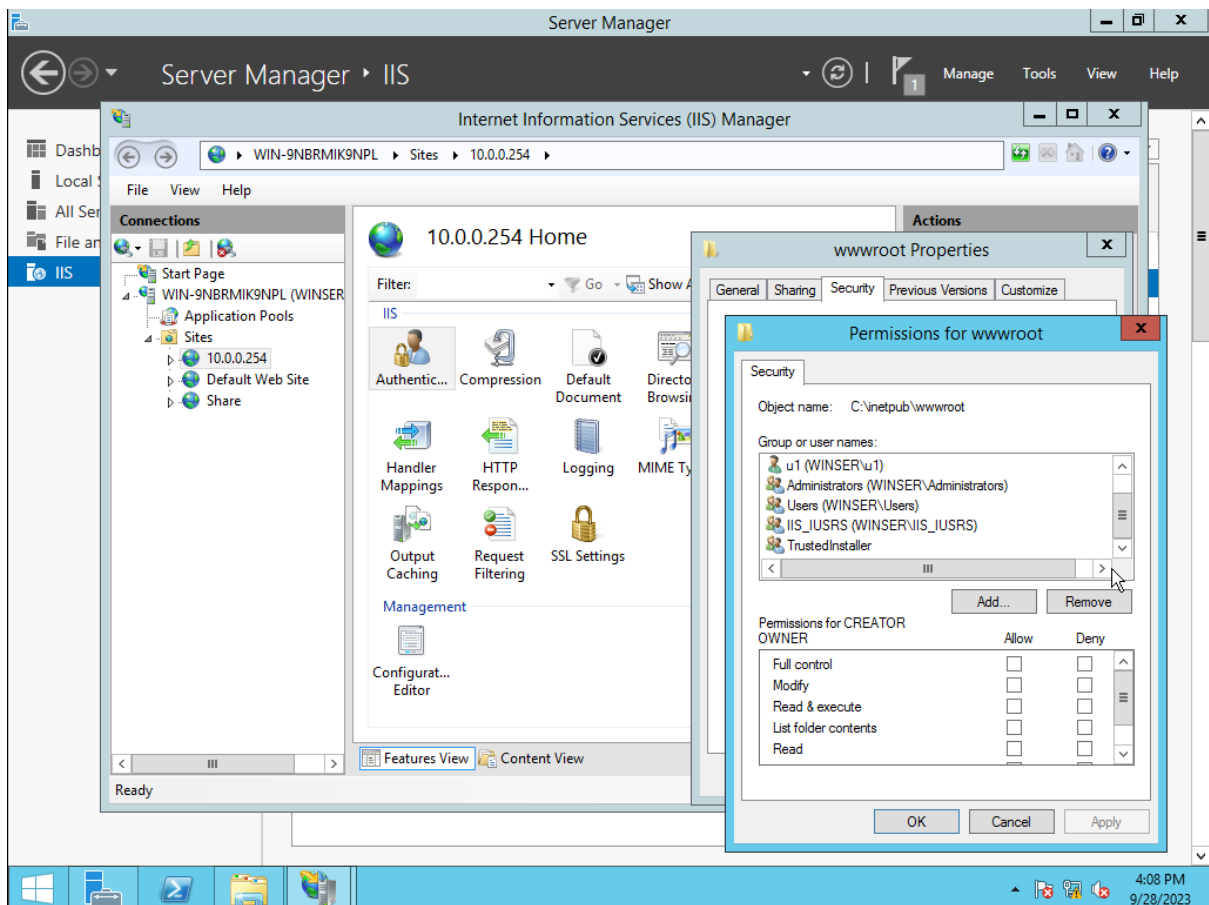 Server Manager
Server Manager ‣ IIS
1
Manage Tools View Help
Dashb
Local
All Ser
File an
IIS
Internet Information Services (IIS) Manager
WIN-9NBRMIK9NPL ▸ Sites ▸ 10.0.0.254 ▸
File View Help
Connections
Start Page
WIN-9NBRMIK9NPL (WINSER
Application Pools
Sites
10.0.0.254
Default Web Site
Share
10.0.0.254 Home
Filter: Go Show A
IIS
Authentic... Compression Default Document Directo Browsi
Handler Mappings HTTP Respon... Logging MIME Ty
Output Caching Request Filtering SSL Settings
Management
Configurat... Editor
Features View Content View
Ready
Actions
wwwroot Properties
General Sharing Security Previous Versions Customize
Permissions for wwwroot
Security
Object name: C:\inetpub\wwwroot
Group or user names:
u1 (WINSER\u1)
Administrators (WINSER\Administrators)
Users (WINSER\Users)
IIS_IUSRS (WINSER\IIS_IUSRS)
TrustedInstaller
Add... Remove
Permissions for CREATOR
OWNER Allow Deny
Full control
Modify
Read & execute
List folder contents
Read
OK Cancel Apply
4:08 PM
9/28/2023